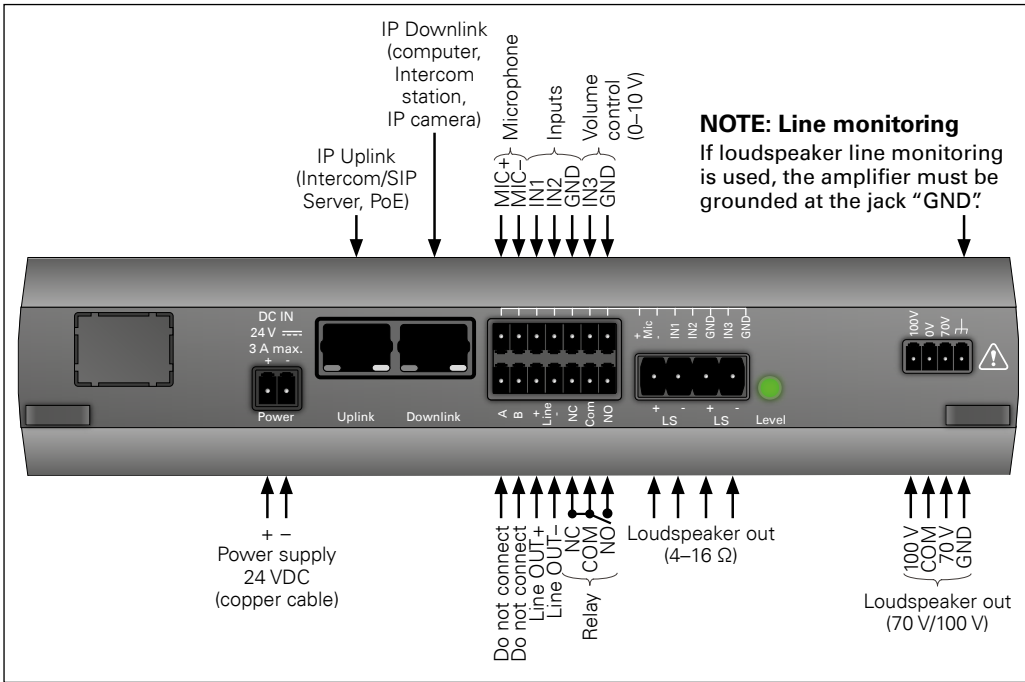 IP Downlink
(computer,
Intercom
station,
IP camera)
IP Uplink
(Intercom/SIP
Server, PoE)
Microphone
Inputs
Volume
control
(0–10 V)
MIC+
MIC–
IN1
IN2
GND
IN3
GND
NOTE: Line monitoring
If loudspeaker line monitoring
is used, the amplifier must be
grounded at the jack “GND”.
DC IN
24 V
3 A max.
+ -
Power
Uplink
Downlink
A
B
+
Line
-
NC
Com
NO
+
Mic
-
IN1
IN2
GND
IN3
GND
+ - + -
LS LS
Level
100V
0V
70V
+ –
Power supply
24 VDC
(copper cable)
Do not connect
Do not connect
Line OUT+
Line OUT–
NC
COM
NO
Relay
Loudspeaker out
(4–16 Ω)
100 V
COM
70 V
GND
Loudspeaker out
(70 V/100 V)